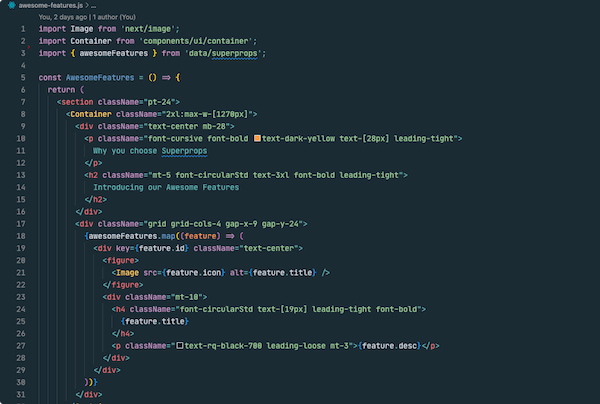 awesome-features.js > ...
You, 2 days ago | 1 author (You)
1 import Image from 'next/image';
2 import Container from 'components/ui/container';
3 import { awesomeFeatures } from 'data/superprops';
4
5 const AwesomeFeatures = () => {
6 return (
7 <section className="pt-24">
8 <Container className="2xl:max-w-[1270px]">
9 <div className="text-center mb-28">
10 <p className="font-cursive font-bold text-dark-yellow text-[28px] leading-tight">
11 Why you choose Superprops
12 </p>
13 <h2 className="mt-5 font-circularStd text-3xl font-bold leading-tight">
14 Introducing our Awesome Features
15 </h2>
16 </div>
17 <div className="grid grid-cols-4 gap-x-9 gap-y-24">
18 {awesomeFeatures.map((feature) => (
19 <div key={feature.id} className="text-center">
20 <figure>
21 <Image src={feature.icon} alt={feature.title} />
22 </figure>
23 <div className="mt-10">
24 <h4 className="font-circularStd text-[19px] leading-tight font-bold">
25 {feature.title}
26 </h4>
27 <p className="text-rq-black-700 leading-loose mt-3">{feature.desc}</p>
28 </div>
29 </div>
30 ))}
31 </div>